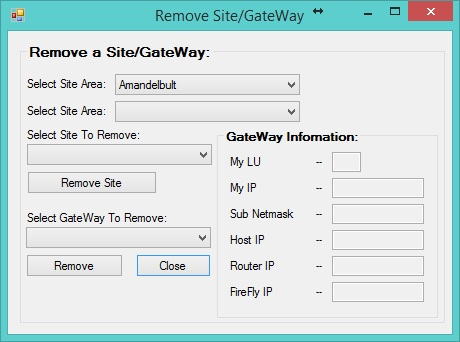 Remove Site/GateWay
Remove a Site/GateWay:
Select Site Area: Amandelbult
Select Site Area:
Select Site To Remove:
Remove Site
Select GateWay To Remove:
Remove Close
GateWay Infomation:
My LU --
My IP --
Sub Netmask --
Host IP --
Router IP --
FireFly IP --